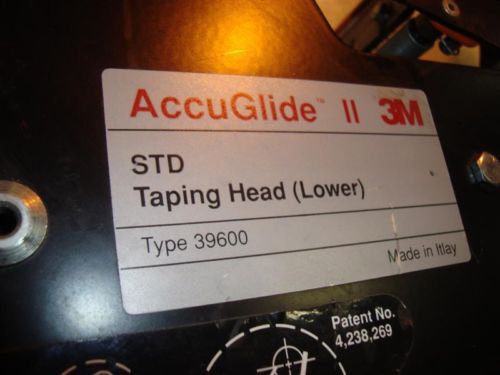 AccuGlide™ II 3M
STD
Taping Head (Lower)
Type 39600
Made in Itlay
Patent No.
4,238,269